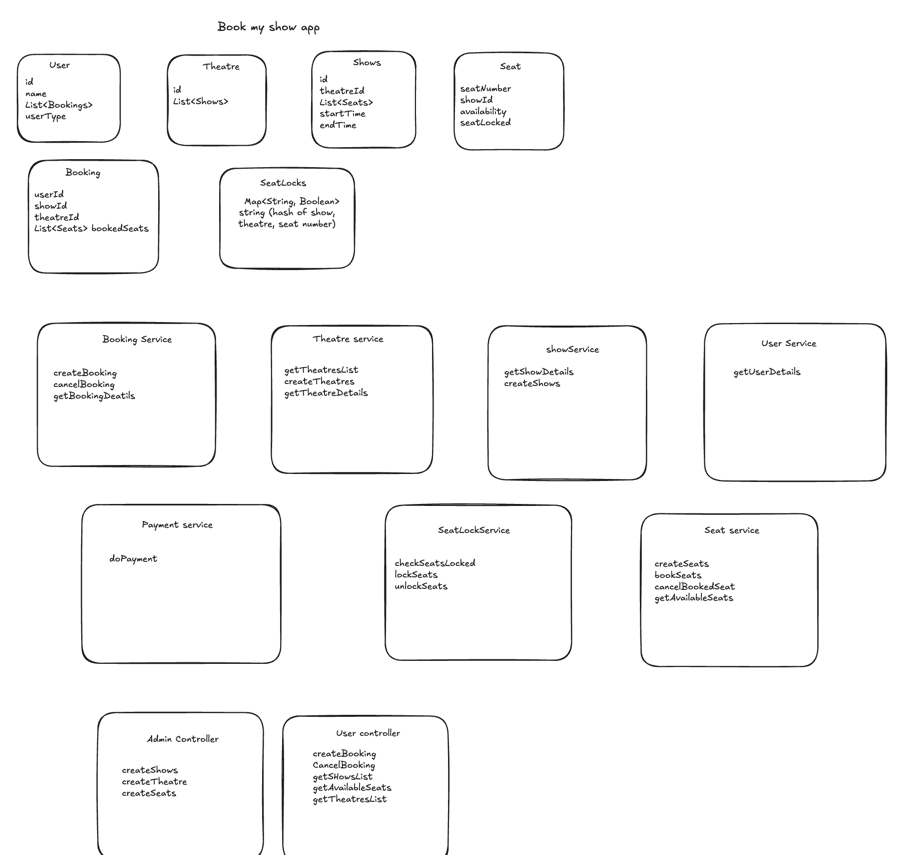 Book my show app
User
id
name
List<Bookings>
userType
Theatre
id
List<Shows>
Shows
id
theatreId
List<Seats>
startTime
endTime
Seat
seatNumber
showId
availability
seatLocked
Booking
userId
showId
theatreId
List<Seats> bookedSeats
SeatLocks
Map<String, Boolean>
string (hash of show,
theatre, seat number)
Booking Service
createBooking
cancelBooking
getBookingDeatils
Theatre service
getTheatresList
createTheatres
getTheatreDetails
showService
getShowDetails
createShows
User Service
getUserDetails
Payment service
doPayment
SeatLockService
checkSeatsLocked
lockSeats
unlockSeats
Seat service
createSeats
bookSeats
cancelBookedSeat
getAvailableSeats
Admin Controller
createShows
createTheatre
createSeats
User controller
createBooking
CancelBooking
getSHowsList
getAvailableSeats
getTheatresList